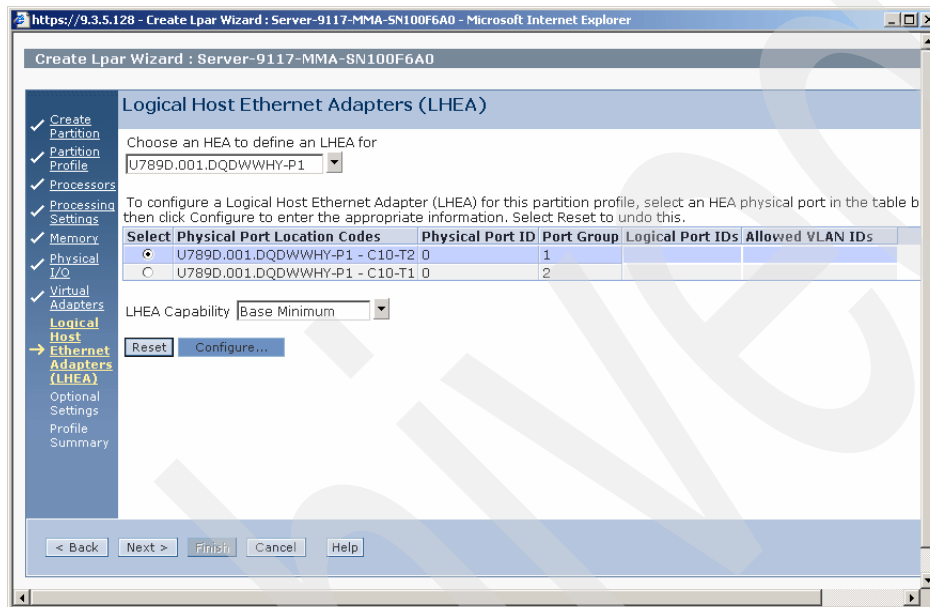 https://9.3.5.128 - Create Lpar Wizard : Server-9117-MMA-SN100F6A0 - Microsoft Internet Explorer
Create Lpar Wizard : Server-9117-MMA-SN100F6A0
Create
Partition
Partition
Profile
Processors
Processing
Settings
Memory
Physical
I/O
Virtual
Adapters
Logical
Host
Ethernet
Adapters
(LHEA)
Optional
Settings
Profile
Summary
Logical Host Ethernet Adapters (LHEA)
Choose an HEA to define an LHEA for
U789D.001.DQDWWHY-P1
To configure a Logical Host Ethernet Adapter (LHEA) for this partition profile, select an HEA physical port in the table b
then click Configure to enter the appropriate information. Select Reset to undo this.
Select Physical Port Location Codes Physical Port ID Port Group Logical Port IDs Allowed VLAN IDs
U789D.001.DQDWWHY-P1 - C10-T2 0 1
U789D.001.DQDWWHY-P1 - C10-T1 0 2
LHEA Capability Base Minimum
Reset Configure...
< Back Next > Finish Cancel Help